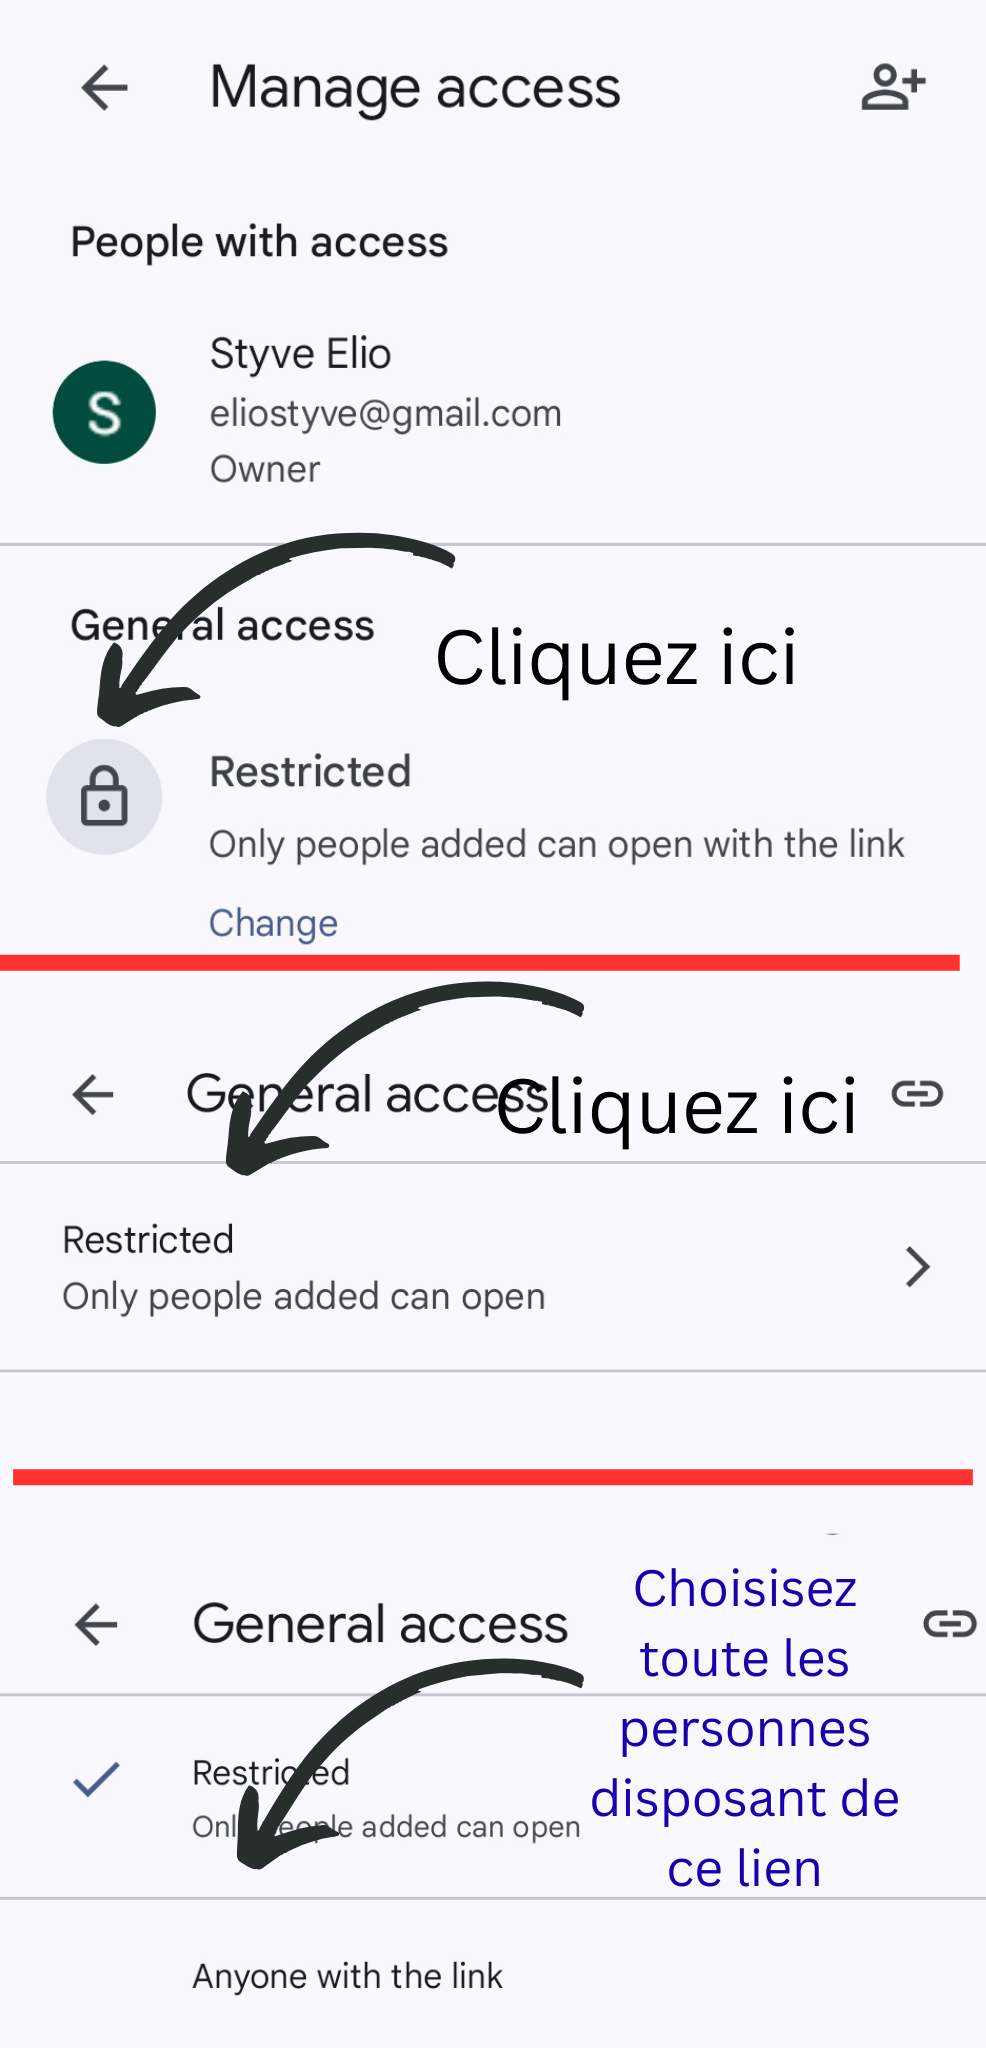 Manage access
People with access
S
Styve Elio
eliostyve@gmail.com
Owner
General access
Cliquez ici
Restricted
Only people added can open with the link
Change
General access
Cliquez ici
Restricted
Only people added can open
General access
Choisisez
toute les
personnes
disposant de
ce lien
Restricted
Only people added can open
Anyone with the link